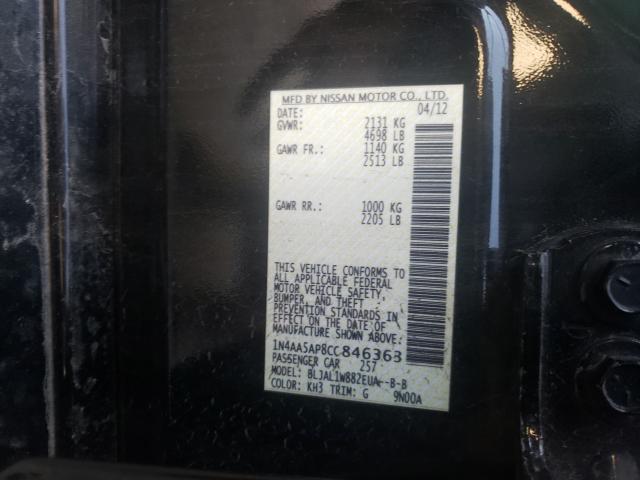 MFD BY NISSAN MOTOR CO., LTD.
DATE: 04/12
GVWR: 2131 KG
4698 LB
GAWR FR.: 1140 KG
2513 LB
GAWR RR.: 1000 KG
2205 LB
THIS VEHICLE CONFORMS TO
ALL APPLICABLE FEDERAL
MOTOR VEHICLE SAFETY,
BUMPER, AND THEFT
PREVENTION STANDARDS IN
EFFECT ON THE DATE OF
MANUFACTURE SHOWN ABOVE:
1N4AA5AP8CC846363
PASSENGER CAR 257
MODEL: BLJAL1W882EUA--B-B
COLOR: KH3 TRIM: G 9N00A